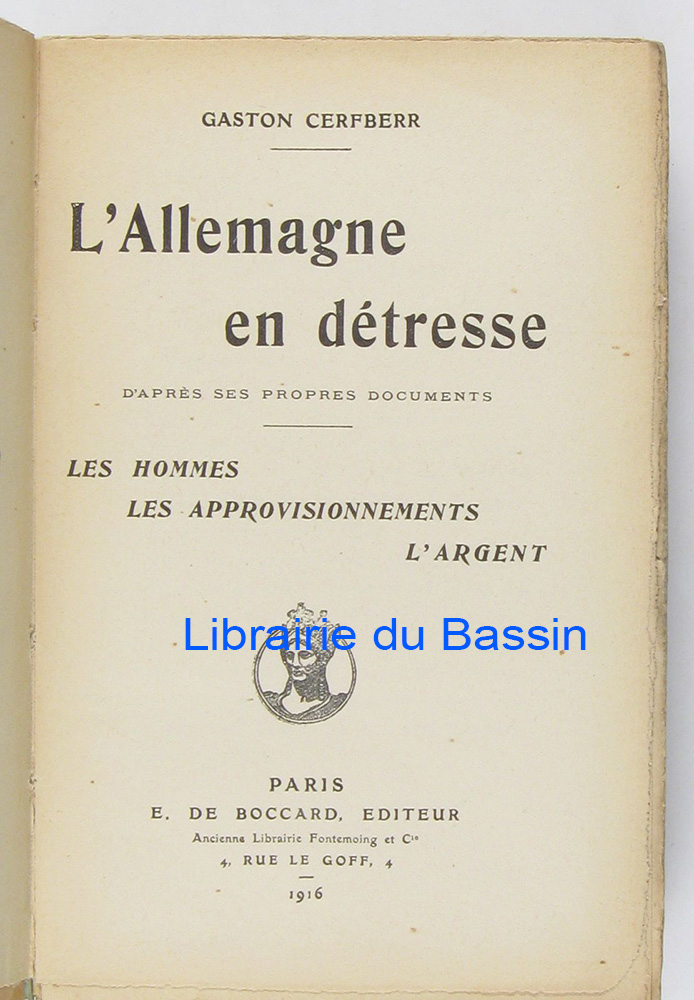 GASTON CERFBERR
L'Allemagne
en détresse
D'APRÈS SES PROPRES DOCUMENTS
LES HOMMES
LES APPROVISIONNEMENTS
L'ARGENT
Librairie du Bassin
PARIS
E. DE BOCCARD, EDITEUR
Ancienne Librairie Fontemoing et Cie
4, RUE LE GOFF, 4
1916